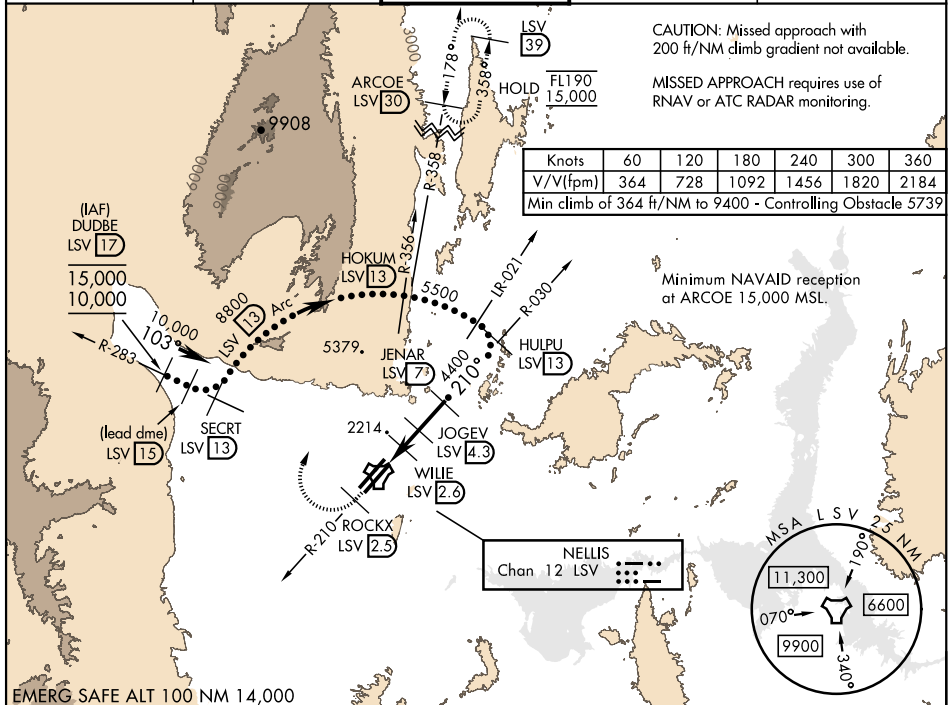 CAUTION: Missed approach with
200 ft/NM climb gradient not available.
MISSED APPROACH requires use of
RNAV or ATC RADAR monitoring.
LSV 39
3000
178°
358°
ARCOE
LSV 30
HOLD
FL190
15,000
9908
6000
9000
Knots 60 120 180 240 300 360
V/V(fpm) 364 728 1092 1456 1820 2184
Min climb of 364 ft/NM to 9400 - Controlling Obstacle 5739
R-358
R-356
(IAF)
DUDBE
LSV 17
15,000
10,000
HOKUM
LSV 13
LR-021
R-030
Minimum NAVAID reception
at ARCOE 15,000 MSL.
5500
8800
LSV 13 Arc
10,000
103°
R-283
5379
JENAR
LSV 7
4400
210°
HULPU
LSV 13
(lead dme)
LSV 15
SECRT
LSV 13
2214
JOGEV
LSV 4.3
WILIE
LSV 2.6
ROCKX
LSV 2.5
R-210
NELLIS
Chan 12 LSV
MSA LSV 25 NM
190°
11,300
6600
070°
9900
340°
EMERG SAFE ALT 100 NM 14,000